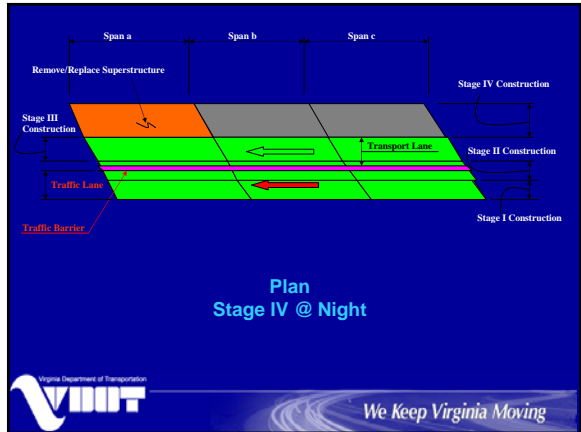 Span a
Span b
Span c
Remove/Replace Superstructure
Stage IV Construction
Stage III
Construction
Transport Lane
Stage II Construction
Traffic Lane
Stage I Construction
Traffic Barrier
Plan
Stage IV @ Night
Virginia Department of Transportation
VDOT
We Keep Virginia Moving